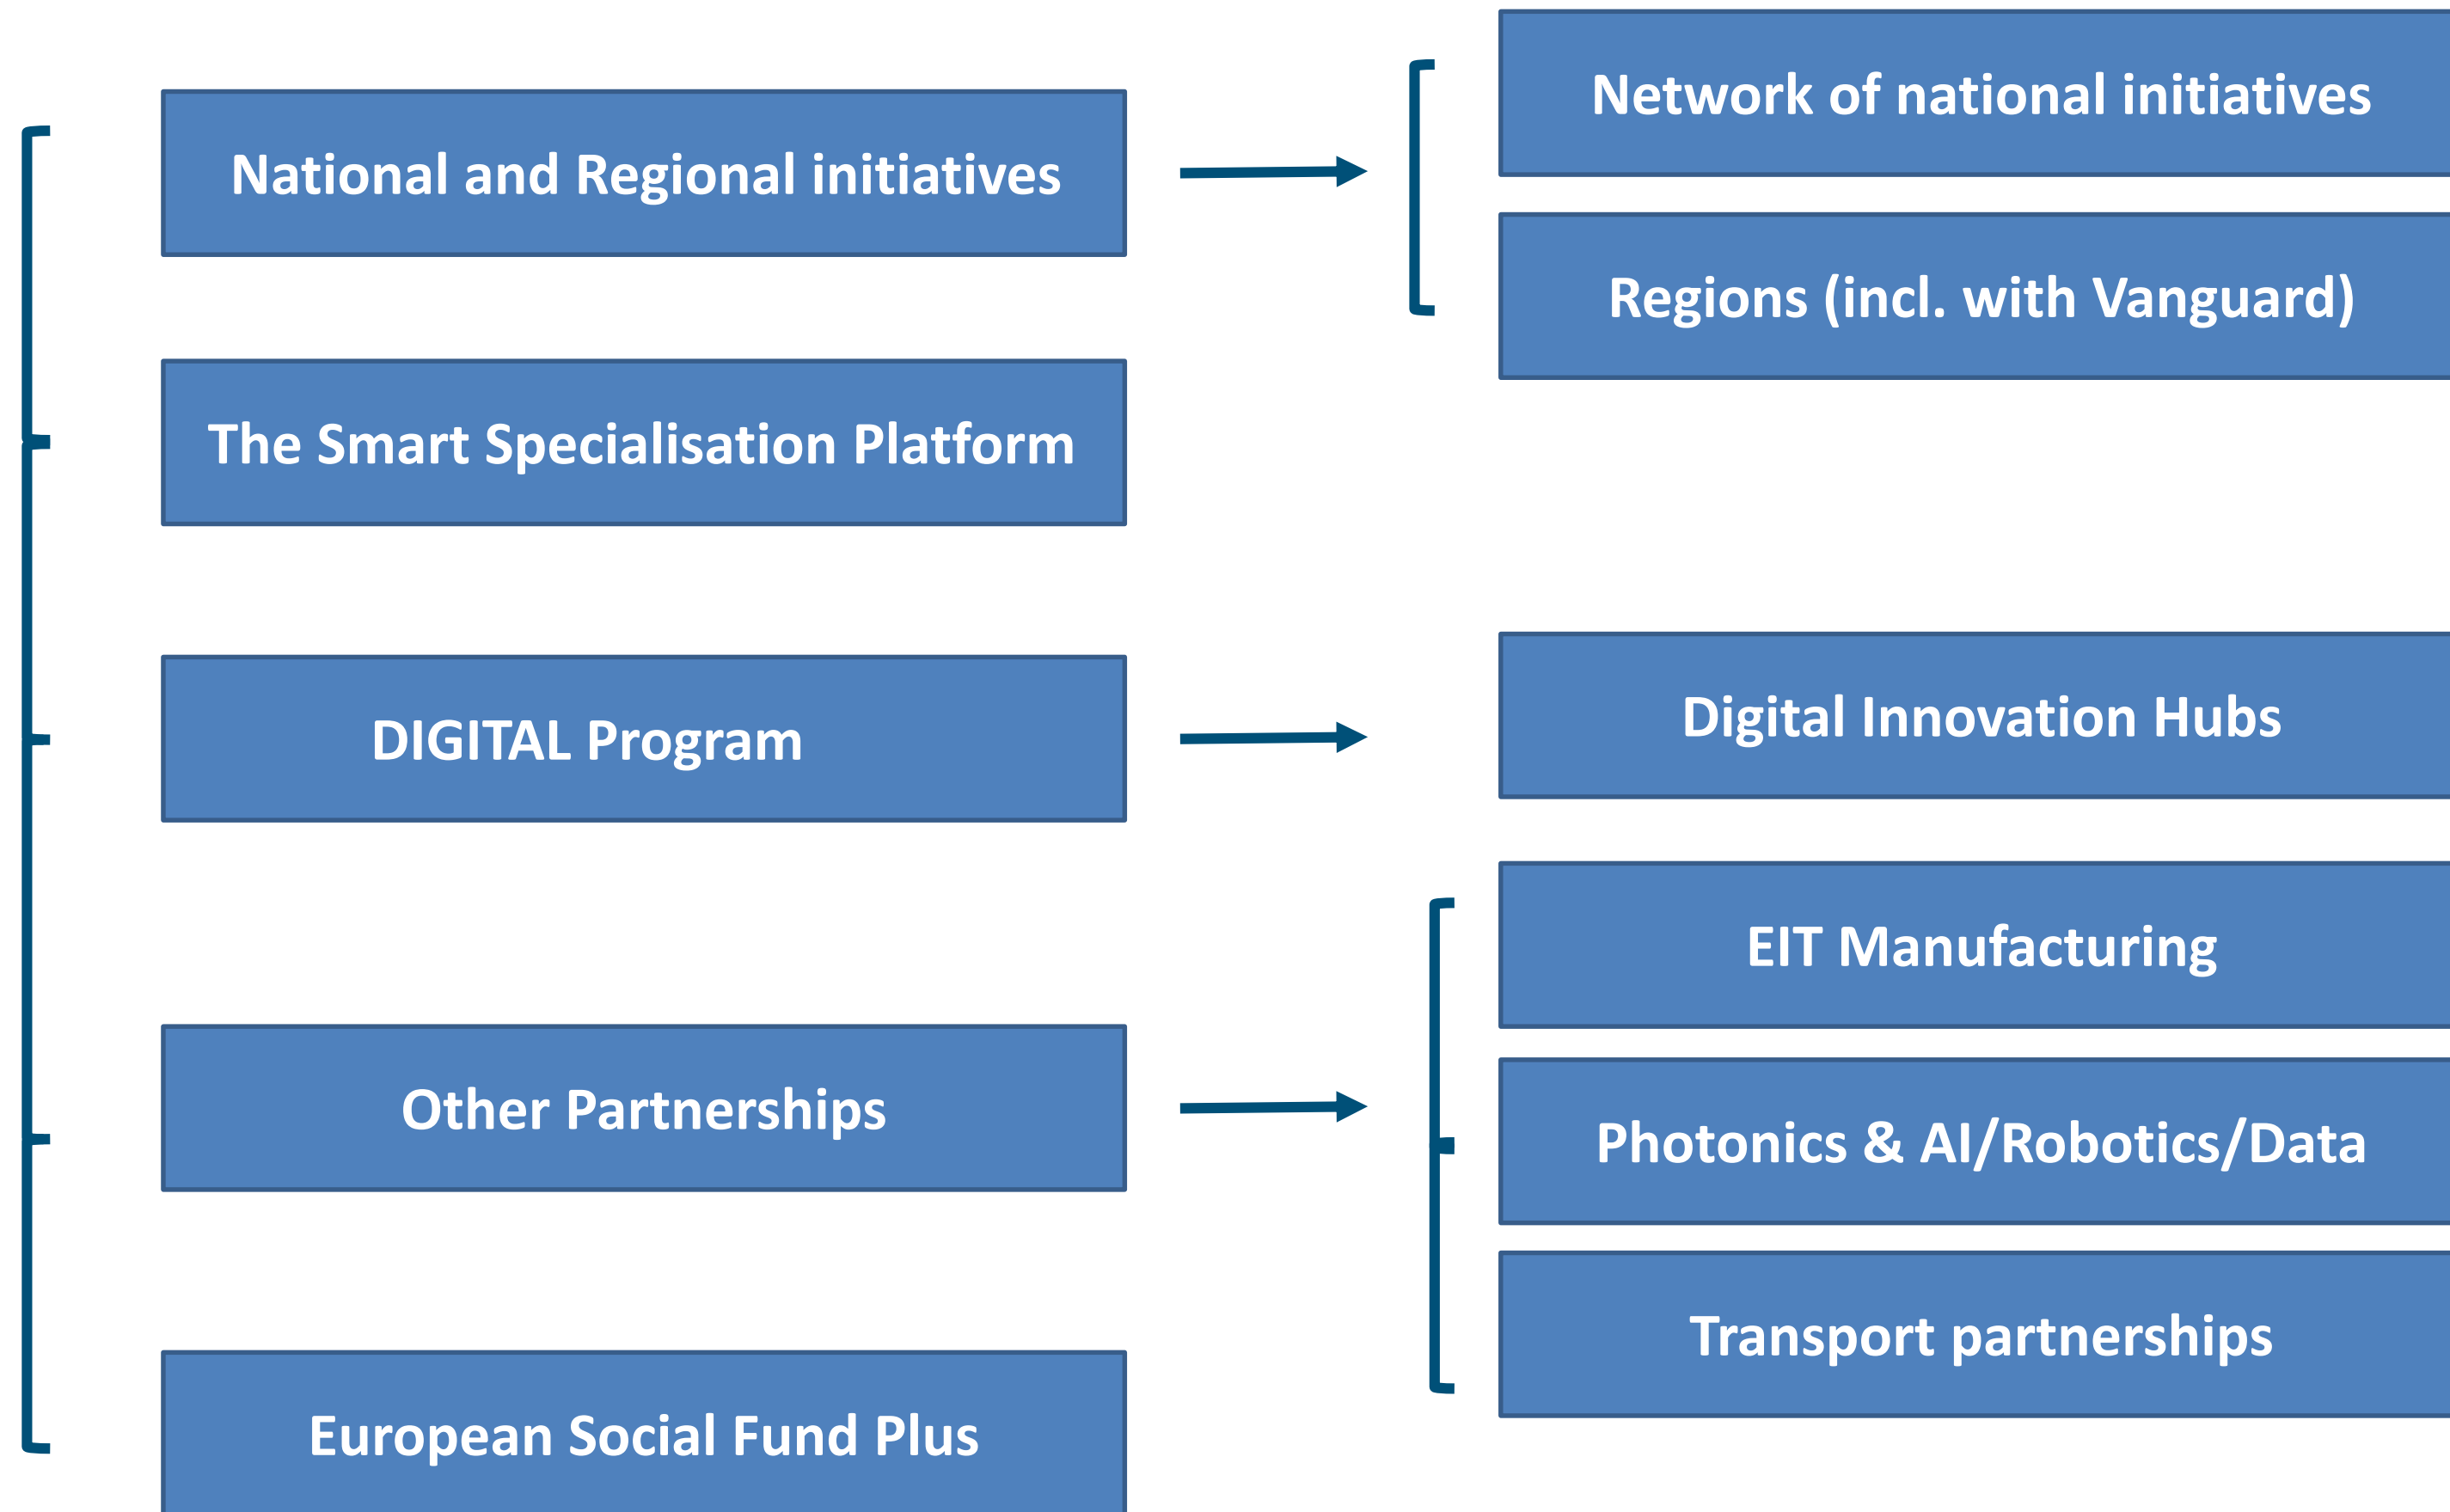 National and Regional initiatives
Network of national initiatives
Regions (incl. with Vanguard)
The Smart Specialisation Platform
DIGITAL Program
Digital Innovation Hubs
Other Partnerships
EIT Manufacturing
Photonics & AI/Robotics/Data
Transport partnerships
European Social Fund Plus